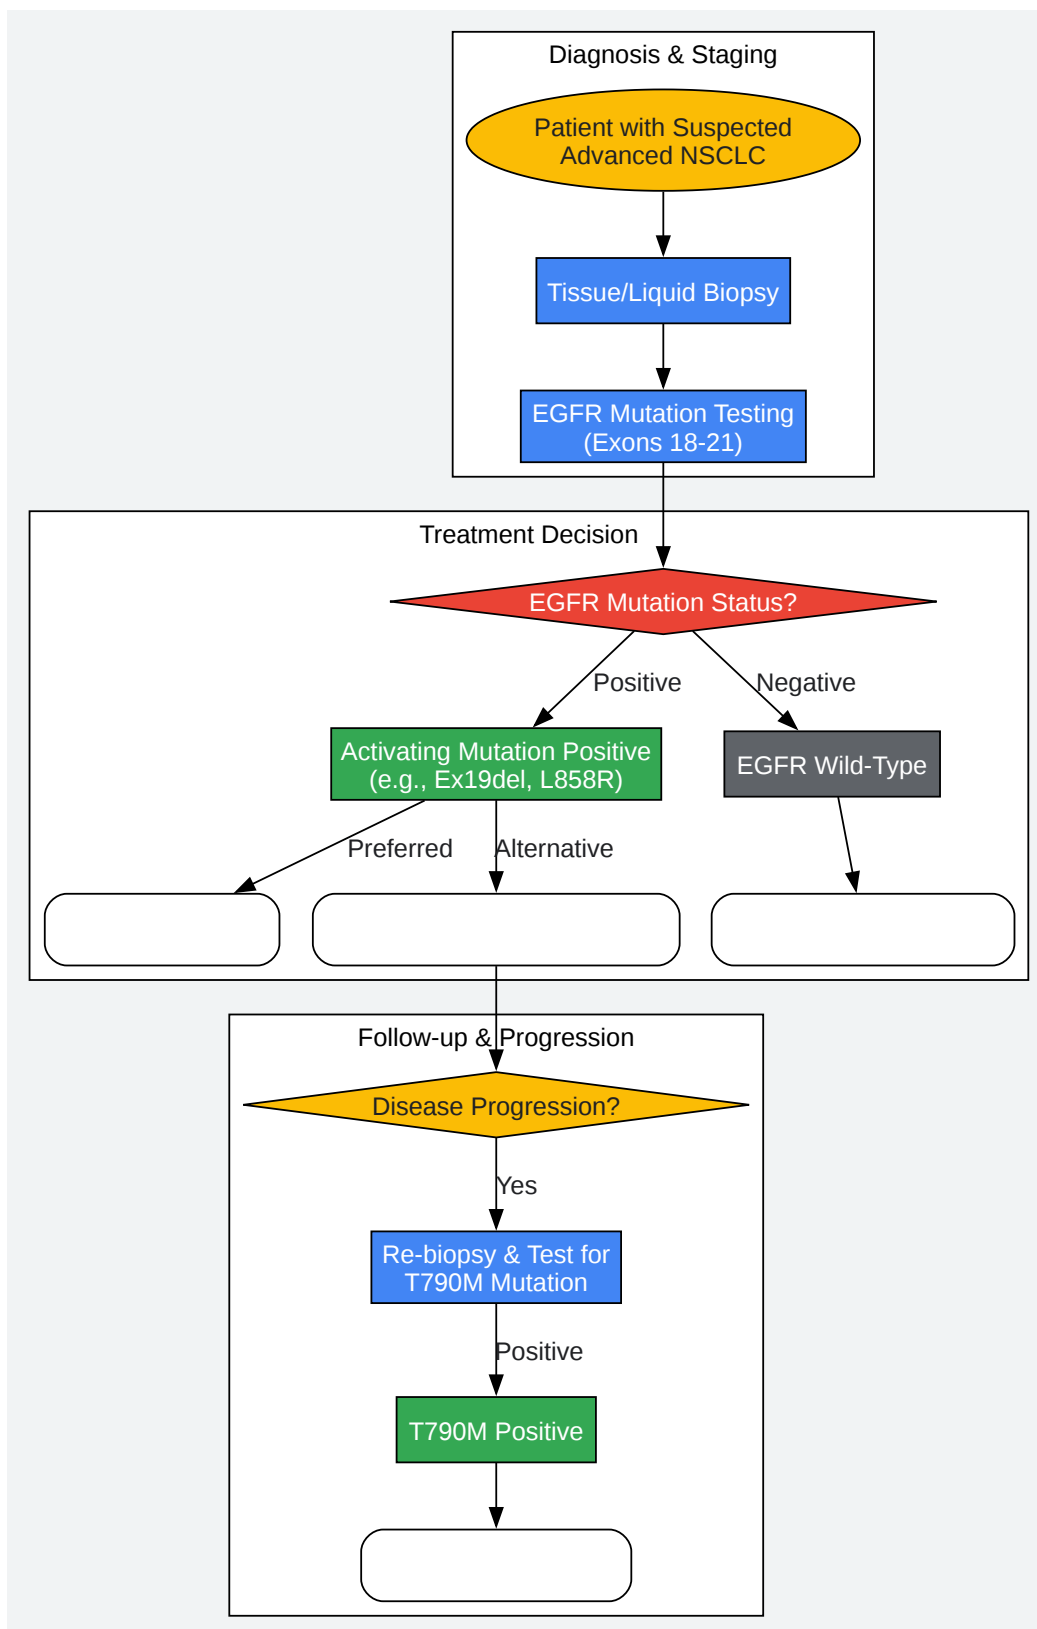 Diagnosis & Staging
Patient with Suspected
Advanced NSCLC
Tissue/Liquid Biopsy
EGFR Mutation Testing
(Exons 18-21)
Treatment Decision
EGFR Mutation Status?
Positive
Negative
Activating Mutation Positive
(e.g., Ex19del, L858R)
EGFR Wild-Type
Preferred
Alternative
Follow-up & Progression
Disease Progression?
Yes
Re-biopsy & Test for
T790M Mutation
Positive
T790M Positive